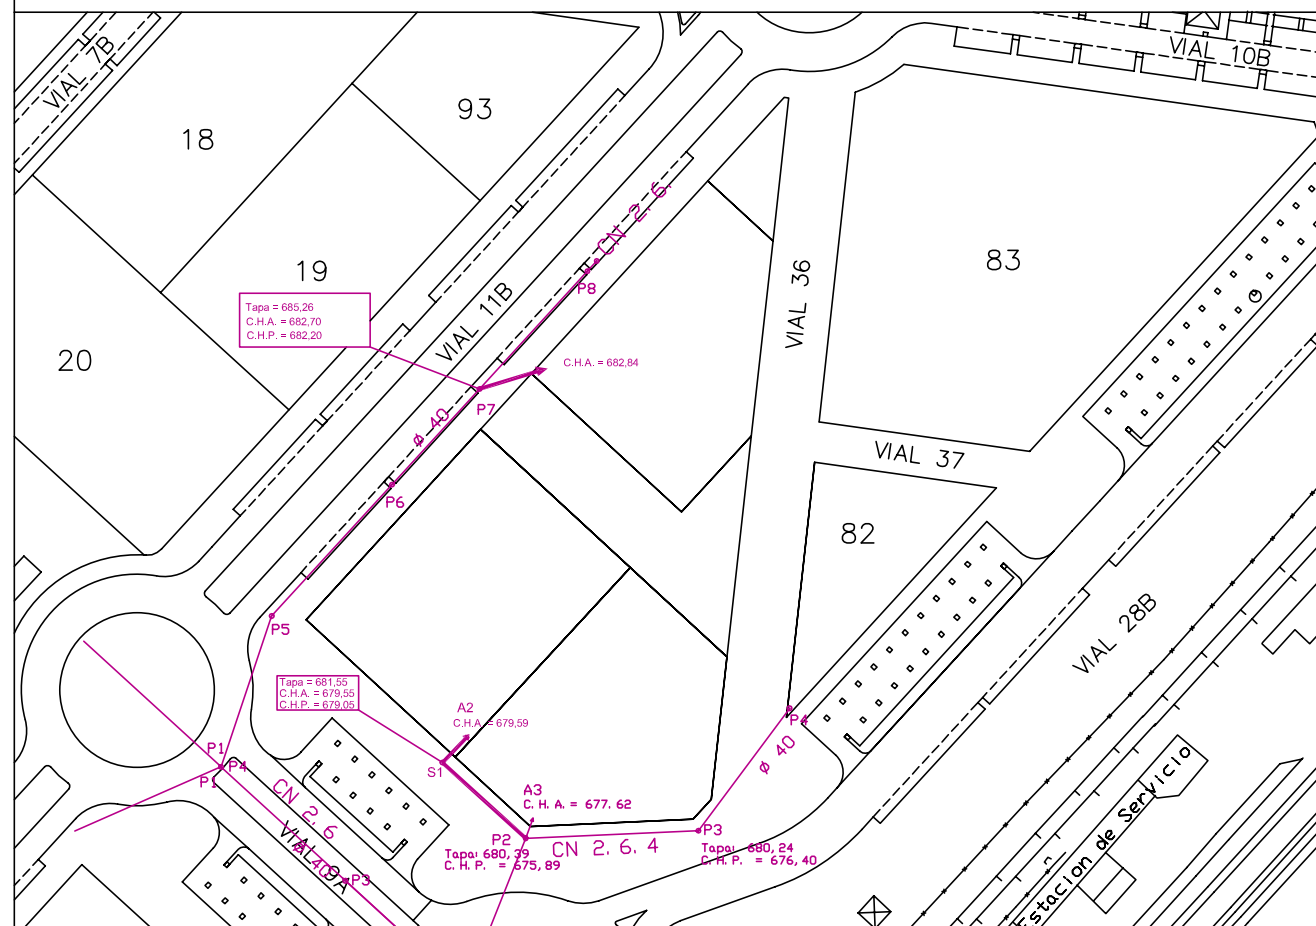 VIAL 7B
18
93
VIAL 10B
CN 2. 6.
19
83
VIAL 36
P8
Tapa = 685,26
C.H.A. = 682,70
C.H.P. = 682,20
VIAL 11B
20
C.H.A. = 682,84
P7
ø 40
VIAL 37
P6
82
P5
VIAL 28B
Tapa = 681,55
C.H.A. = 679,55
C.H.P. = 679,05
A2
C.H.A. = 679,59
P4
P1
P4
P1
S1
ø 40
CN 2. 6
A3
C. H. A. = 677. 62
P2
CN 2. 6. 4
P3
Tapa: 680, 39
C. H. P. = 675, 89
Tapa: 680, 24
C. H. P. = 676, 40
VIAL 9A
ø 40
P3
Estacion de Servicio